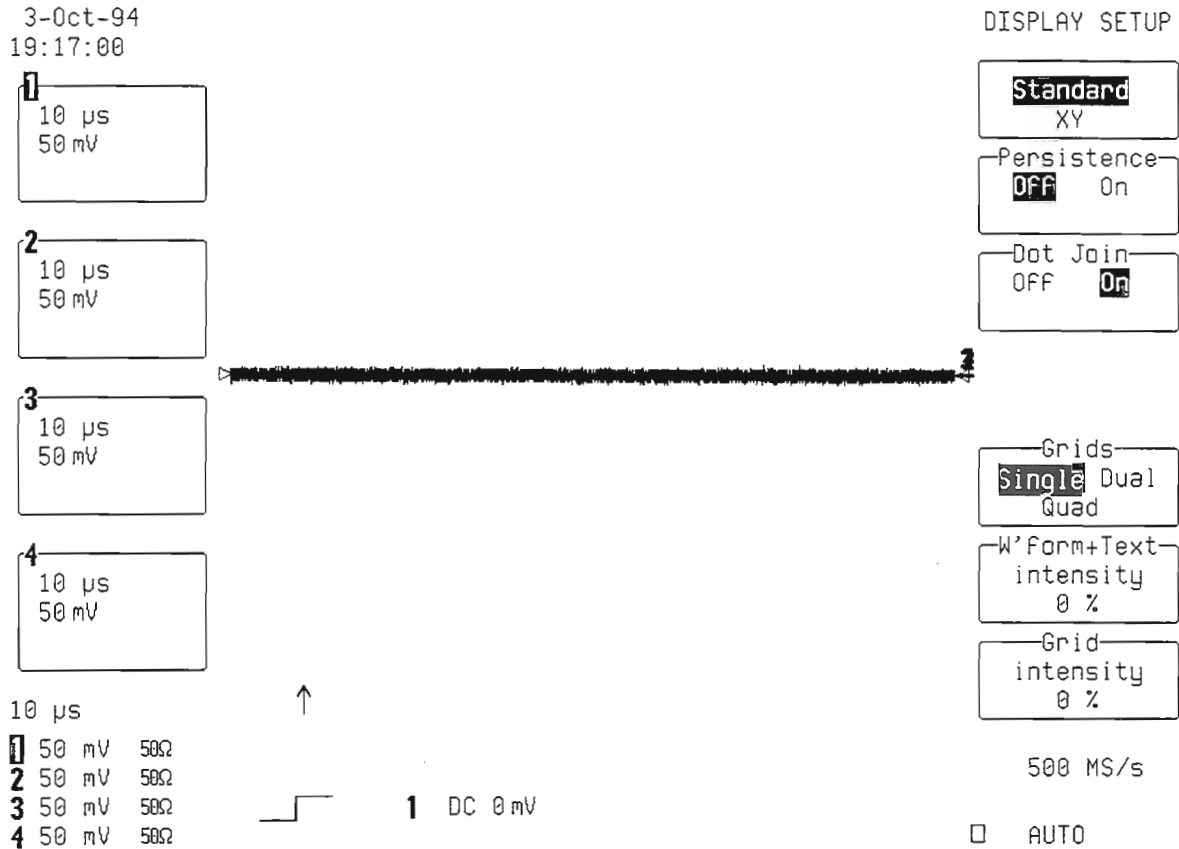 3-Oct-94
19:17:00
1
10 µs
50 mV
2
10 µs
50 mV
3
10 µs
50 mV
4
10 µs
50 mV
10 µs
1 50 mV 50Ω
2 50 mV 50Ω
3 50 mV 50Ω
4 50 mV 50Ω
1 DC 0 mV
DISPLAY SETUP
Standard
XY
Persistence
Off On
Dot Join
Off On
Grids
Single Dual
Quad
W'form+Text
intensity
0 %
Grid
intensity
0 %
500 MS/s
AUTO